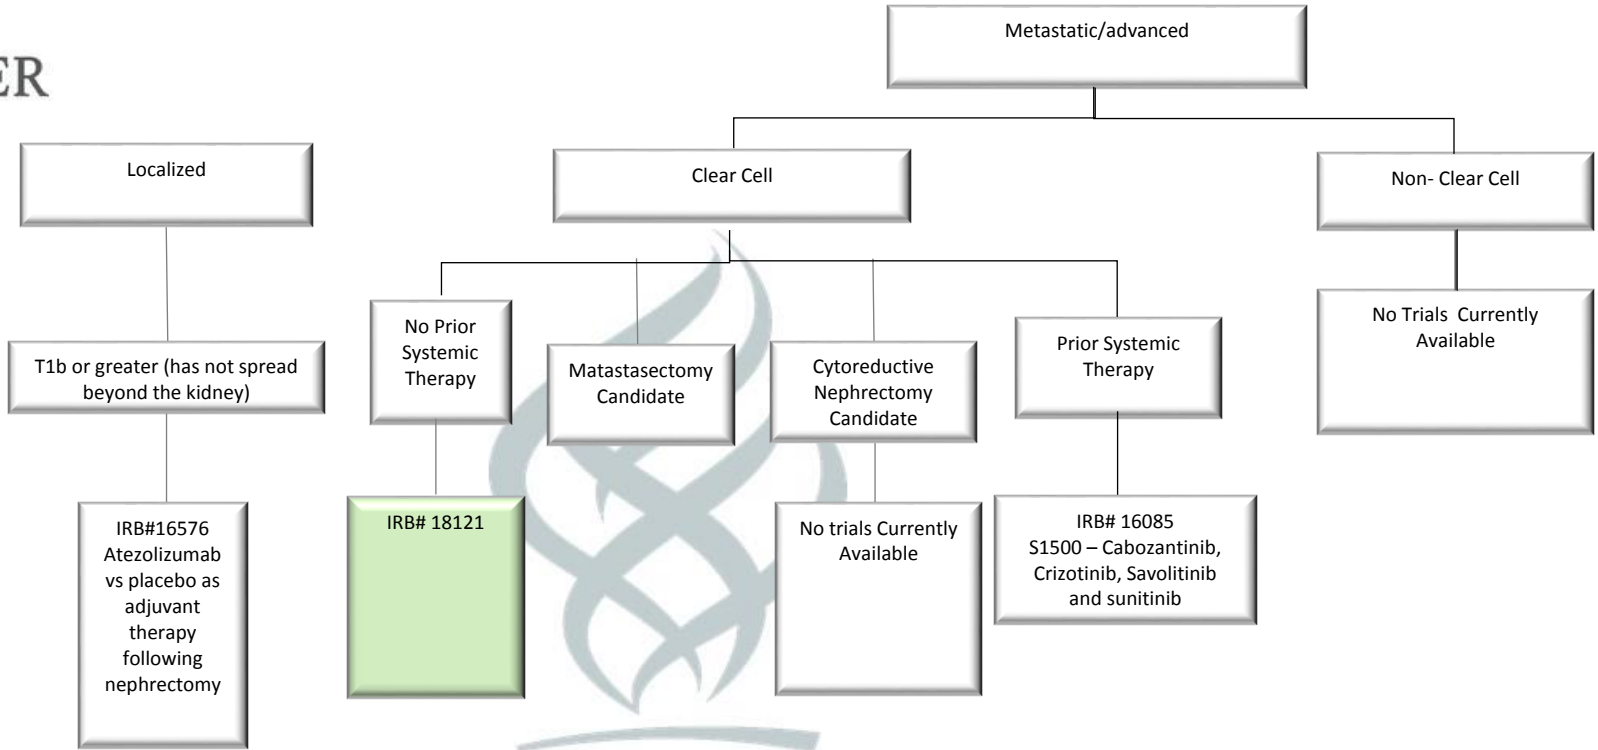 ER
Metastatic/advanced
Localized
Clear Cell
Non- Clear Cell
T1b or greater (has not spread
beyond the kidney)
No Prior
Systemic
Therapy
Matastasectomy
Candidate
Cytoreductive
Nephrectomy
Candidate
Prior Systemic
Therapy
No Trials Currently
Available
IRB#16576
Atezolizumab
vs placebo as
adjuvant
therapy
following
nephrectomy
IRB# 18121
No trials Currently
Available
IRB# 16085
S1500 – Cabozantinib,
Crizotinib, Savolitinib
and sunitinib